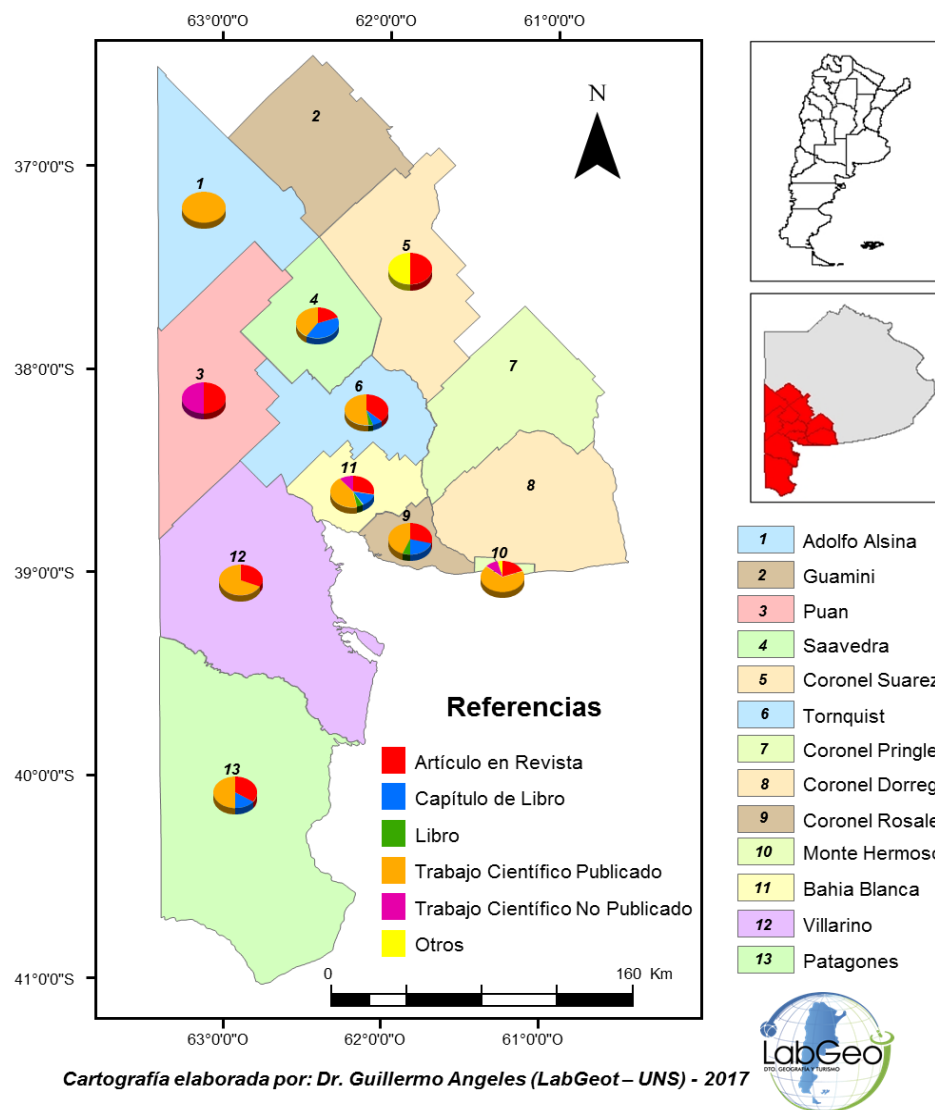 63°0'0"O 62°0'0"O 61°0'0"O
37°0'0"S
38°0'0"S
39°0'0"S
40°0'0"S
41°0'0"S
N
1
2
3
4
5
6
7
8
9
10
11
12
13
Referencias
Artículo en Revista
Capítulo de Libro
Libro
Trabajo Científico Publicado
Trabajo Científico No Publicado
Otros
0 160 Km
63°0'0"O 62°0'0"O 61°0'0"O
1 Adolfo Alsina
2 Guamini
3 Puan
4 Saavedra
5 Coronel Suarez
6 Tornquist
7 Coronel Pringle
8 Coronel Dorreg
9 Coronel Rosale
10 Monte Hermoso
11 Bahia Blanca
12 Villarino
13 Patagones
LabGeo
DTO. GEOGRAFÍA Y TURISMO
Cartografía elaborada por: Dr. Guillermo Angeles (LabGeot – UNS) - 2017